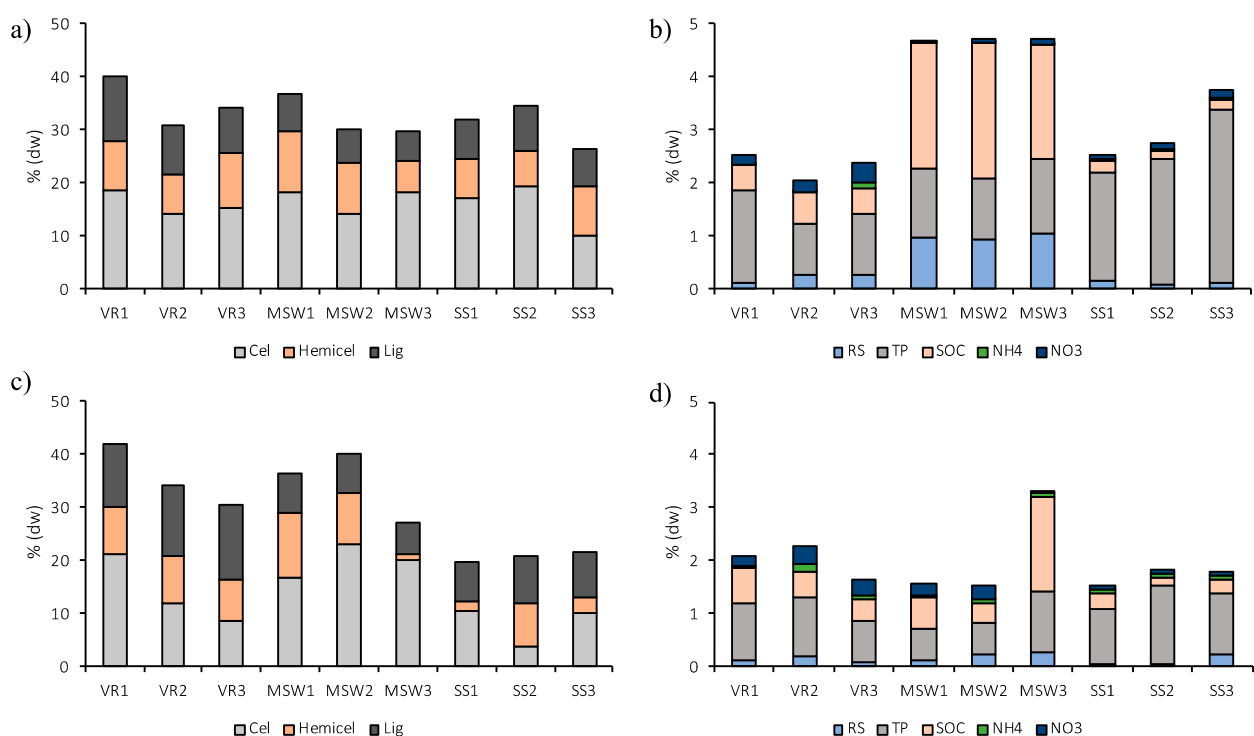 a)
% (dw)
50
40
30
20
10
0
VR1 VR2 VR3 MSW1 MSW2 MSW3 SS1 SS2 SS3
Cel Hemicel Lig
b)
% (dw)
5
4
3
2
1
0
VR1 VR2 VR3 MSW1 MSW2 MSW3 SS1 SS2 SS3
RS TP SOC NH4 NO3
c)
% (dw)
50
40
30
20
10
0
VR1 VR2 VR3 MSW1 MSW2 MSW3 SS1 SS2 SS3
Cel Hemicel Lig
d)
% (dw)
5
4
3
2
1
0
VR1 VR2 VR3 MSW1 MSW2 MSW3 SS1 SS2 SS3
RS TP SOC NH4 NO3